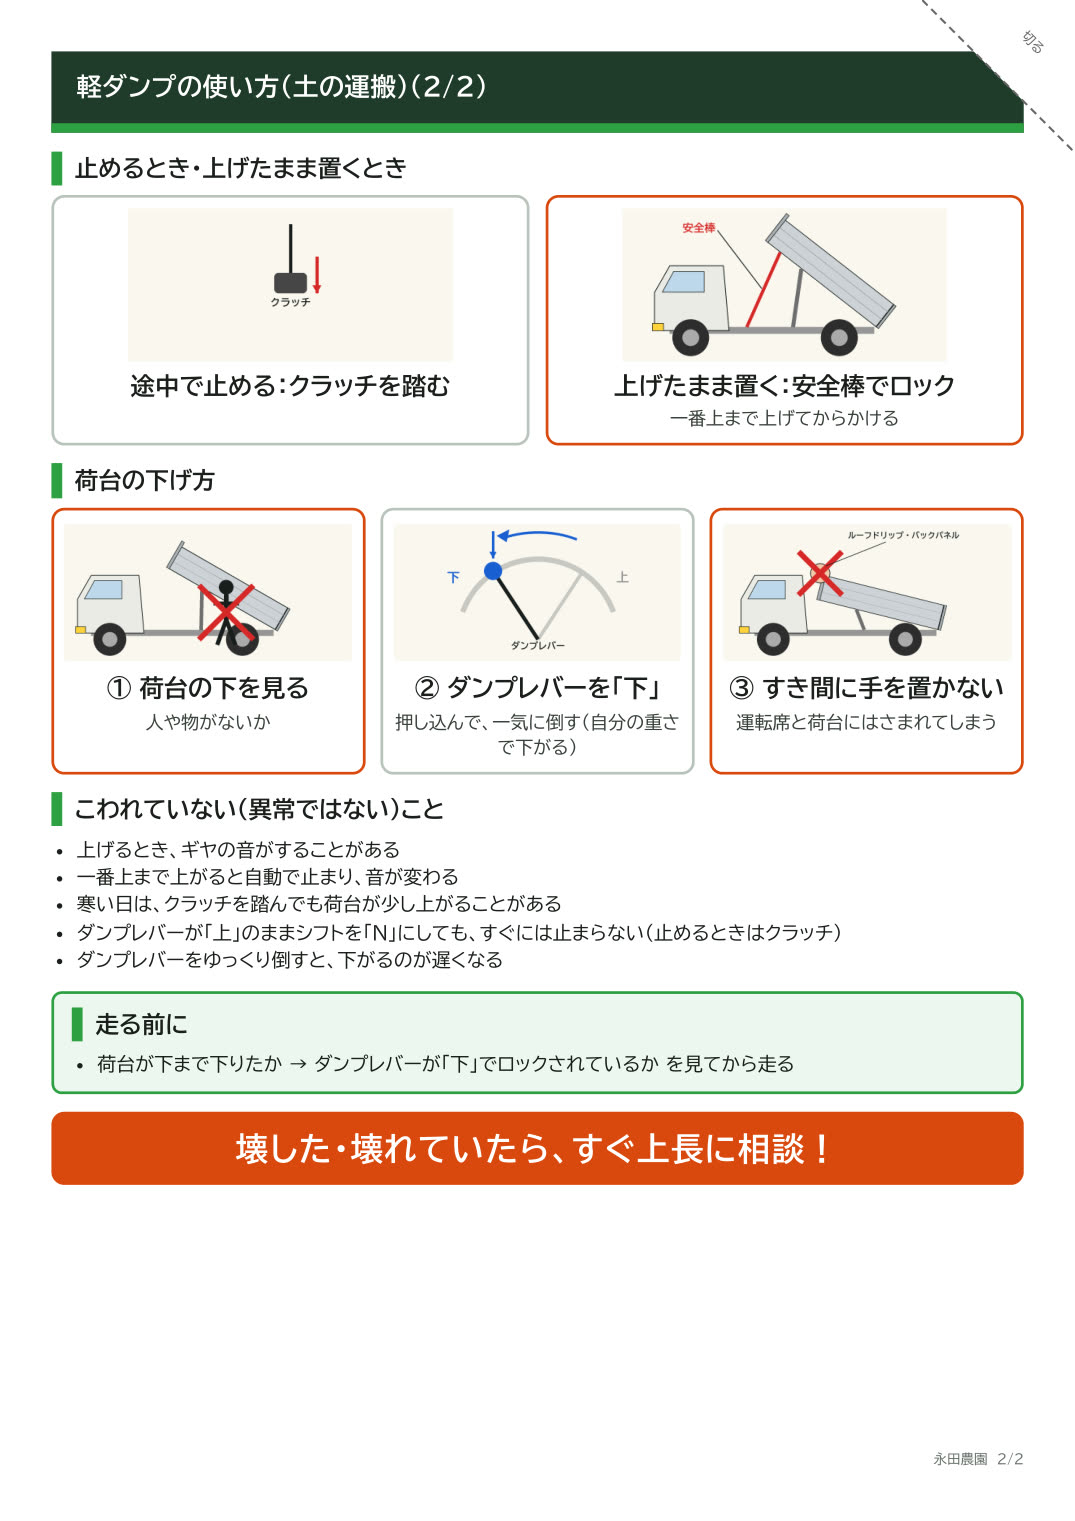 切る
軽ダンプの使い方(土の運搬)(2/2)
止めるとき・上げたまま置くとき
クラッチ
途中で止める:クラッチを踏む
安全棒
上げたまま置く:安全棒でロック
一番上まで上げてからかける
荷台の下げ方
① 荷台の下を見る
人や物がないか
下
上
ダンプレバー
② ダンプレバーを「下」
押し込んで、一気に倒す(自分の重さ
で下がる)
ルーフドリップ・バックパネル
③ すき間に手を置かない
運転席と荷台にはさまれてしまう
こわれていない(異常ではない)こと
• 上げるとき、ギヤの音がすることがある
• 一番上まで上がると自動で止まり、音が変わる
• 寒い日は、クラッチを踏んでも荷台が少し上がることがある
• ダンプレバーが「上」のままシフトを「N」にしても、すぐには止まらない(止めるときはクラッチ)
• ダンプレバーをゆっくり倒すと、下がるのが遅くなる
走る前に
• 荷台が下まで下りたか → ダンプレバーが「下」でロックされているか を見てから走る
壊した・壊れていたら、すぐ上長に相談!
永田農園 2/2